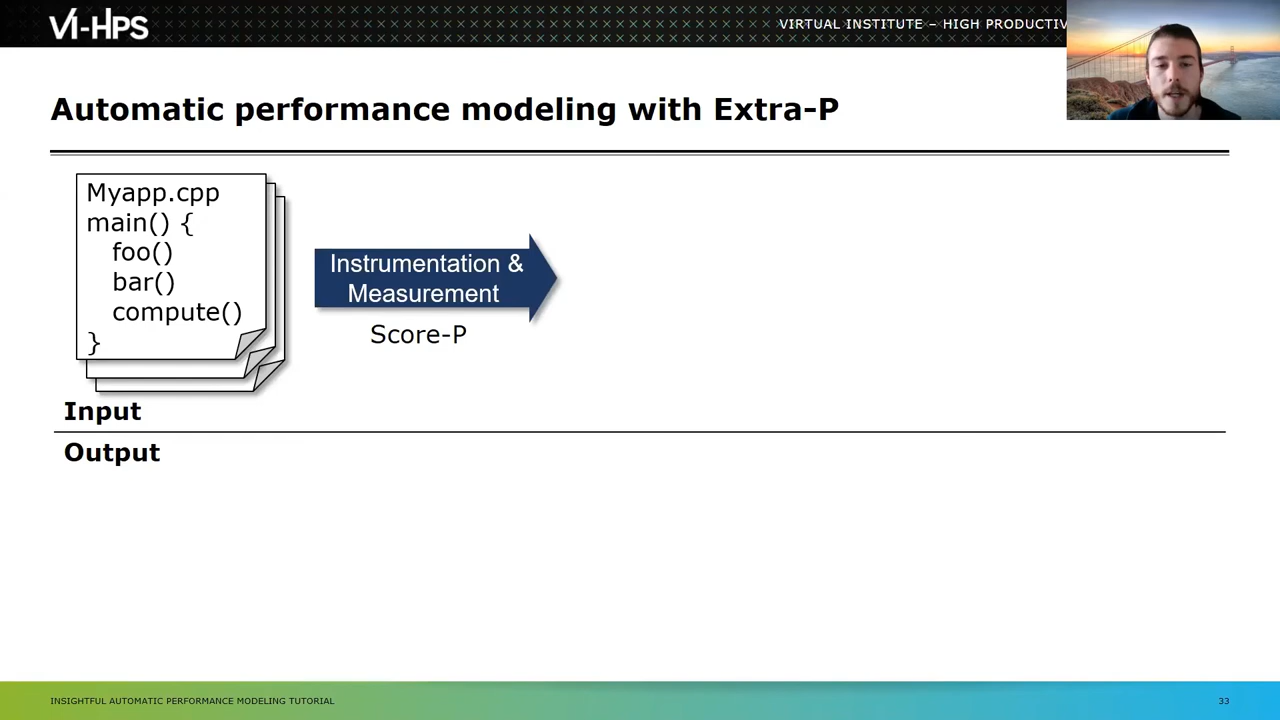 VI-HPS
VIRTUAL INSTITUTE – HIGH PRODUCTIV
Automatic performance modeling with Extra-P
Myapp.cpp
main() {
foo()
bar()
compute()
}
Instrumentation &
Measurement
Score-P
Input
Output
INSIGHTFUL AUTOMATIC PERFORMANCE MODELING TUTORIAL
33